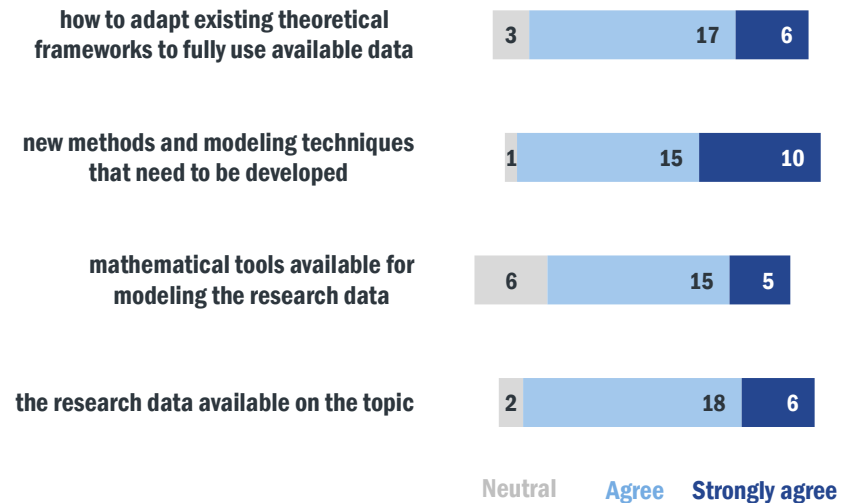 how to adapt existing theoretical
frameworks to fully use available data
3 17 6
new methods and modeling techniques
that need to be developed
1 15 10
mathematical tools available for
modeling the research data
6 15 5
the research data available on the topic
2 18 6
Neutral Agree Strongly agree